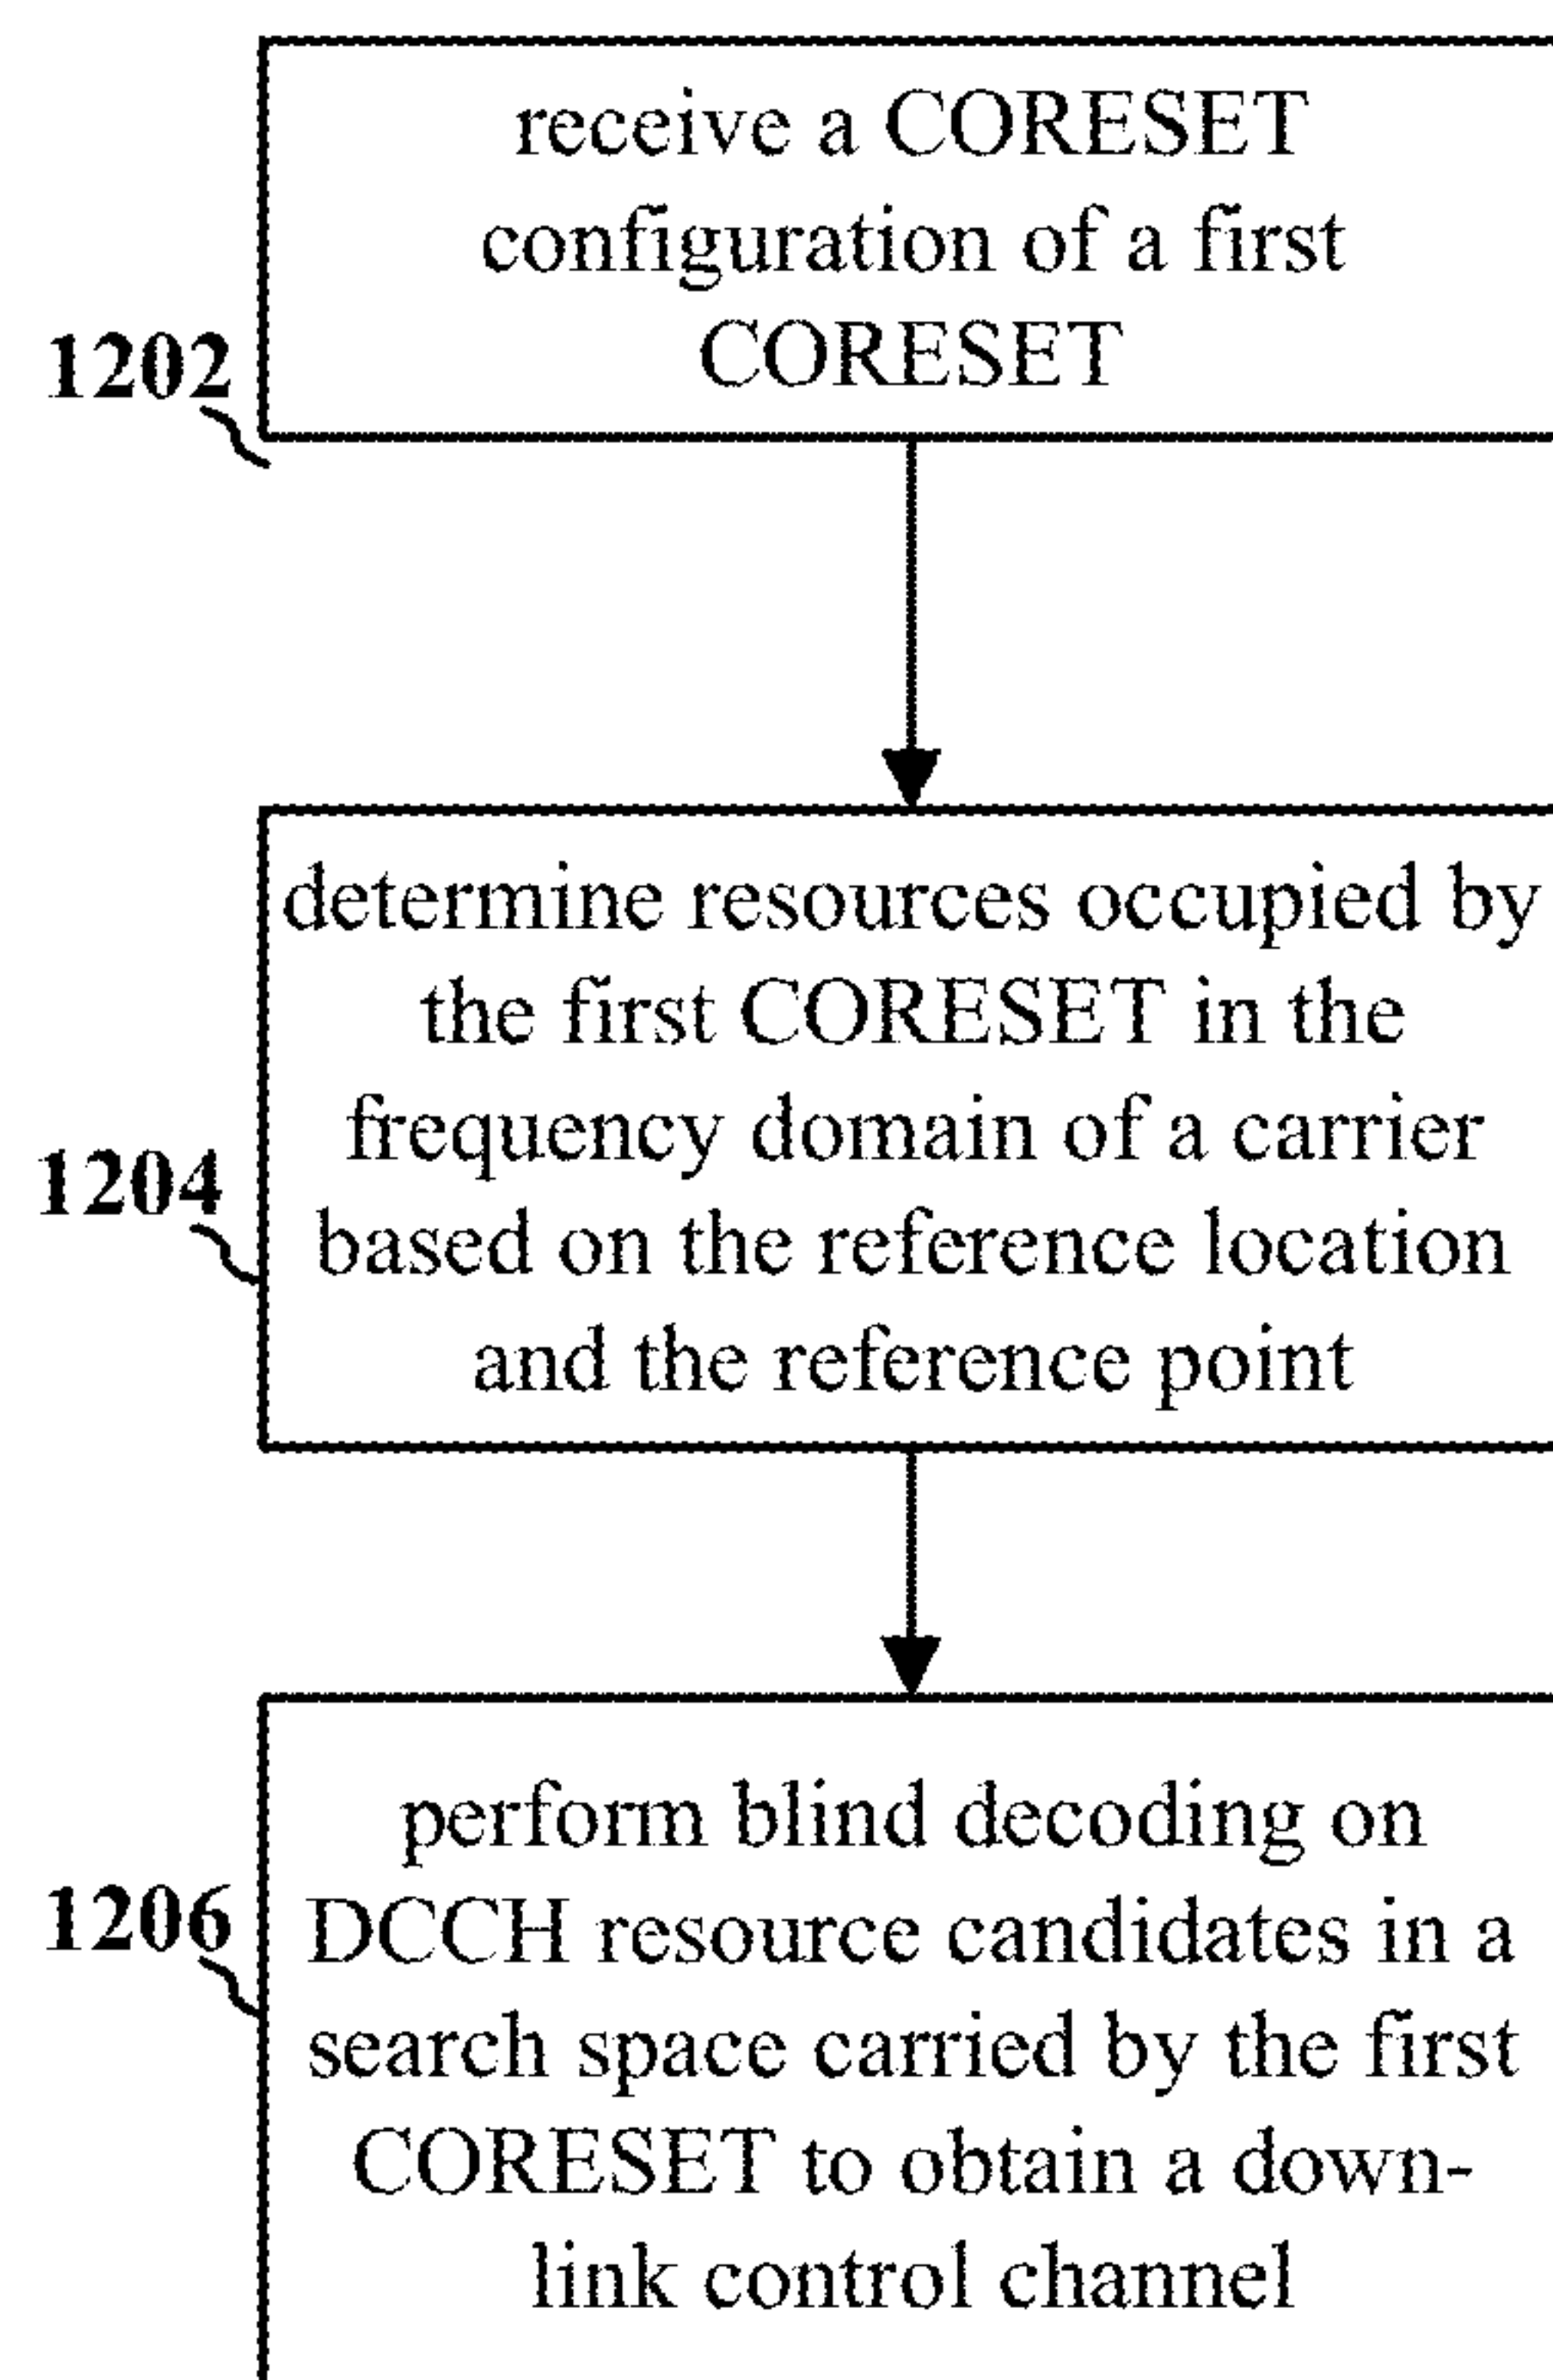 receive a CORESET
configuration of a first
CORESET
1202
determine resources occupied by
the first CORESET in the
frequency domain of a carrier
based on the reference location
and the reference point
1204
perform blind decoding on
DCCH resource candidates in a
search space carried by the first
CORESET to obtain a down-
link control channel
1206